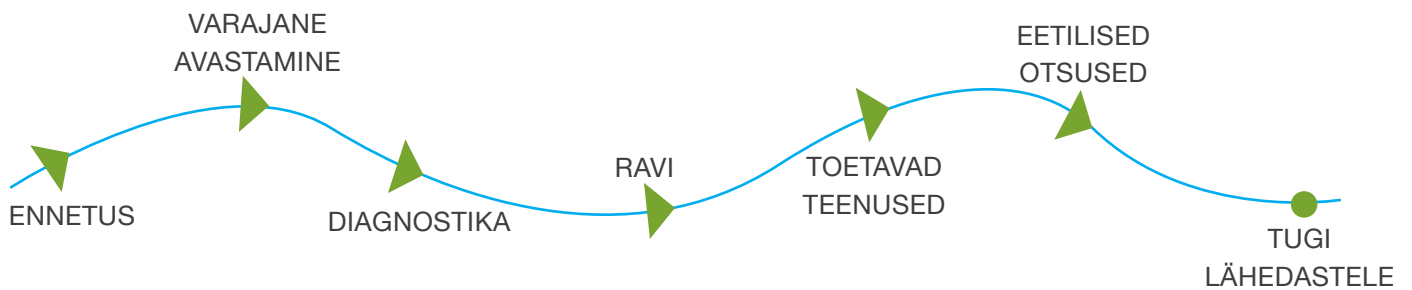 ENNETUS
VARAJANE
AVASTAMINE
DIAGNOSTIKA
RAVI
TOETAVAD
TEENUSED
EETILISED
OTSUSED
TUGI
LÄHEDASTELE